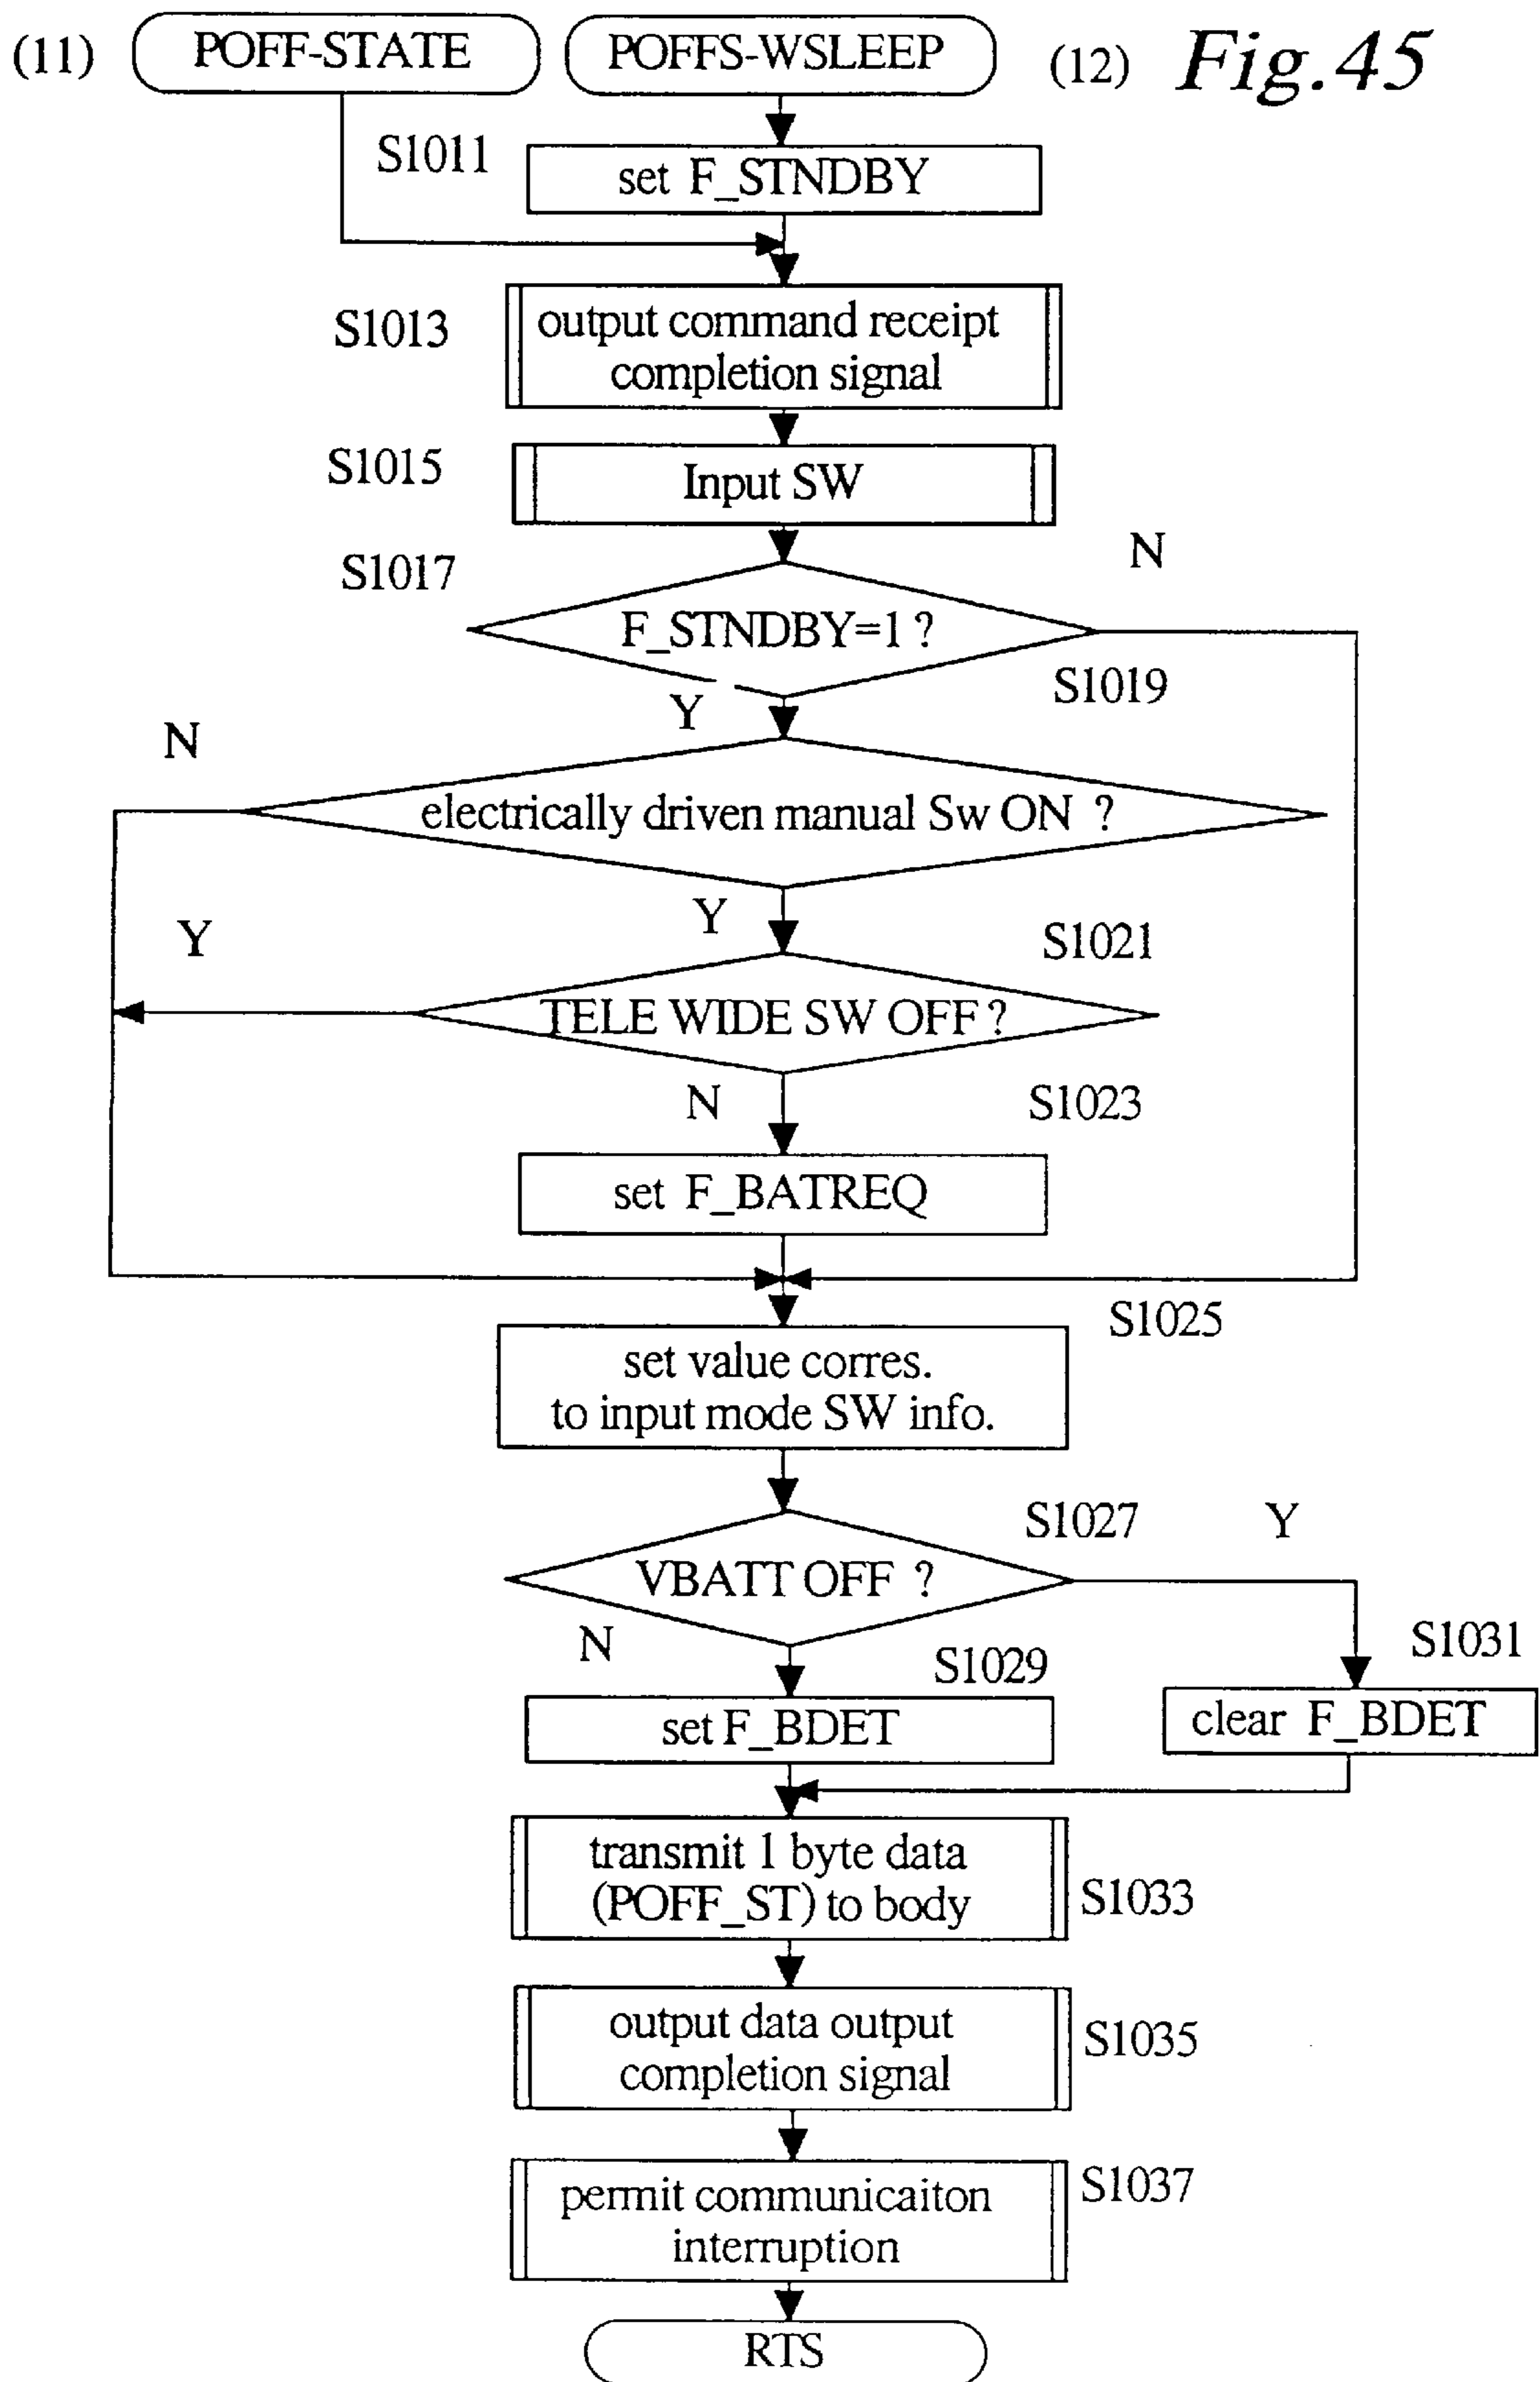 (11) POFF-STATE POFFS-WSLEEP (12) Fig.45
S1011
set F_STNDBY
S1013
output command receipt
completion signal
S1015
Input SW
S1017
N
F_STNDBY=1 ?
S1019
Y
N
electrically driven manual Sw ON ?
Y
Y
S1021
TELE WIDE SW OFF ?
N
S1023
set F_BATREQ
S1025
set value corres.
to input mode SW info.
S1027
Y
VBATT OFF ?
N
S1029
S1031
set F_BDET
clear F_BDET
transmit 1 byte data
(POFF_ST) to body
S1033
output data output
completion signal
S1035
permit communicaiton
interruption
S1037
RTS